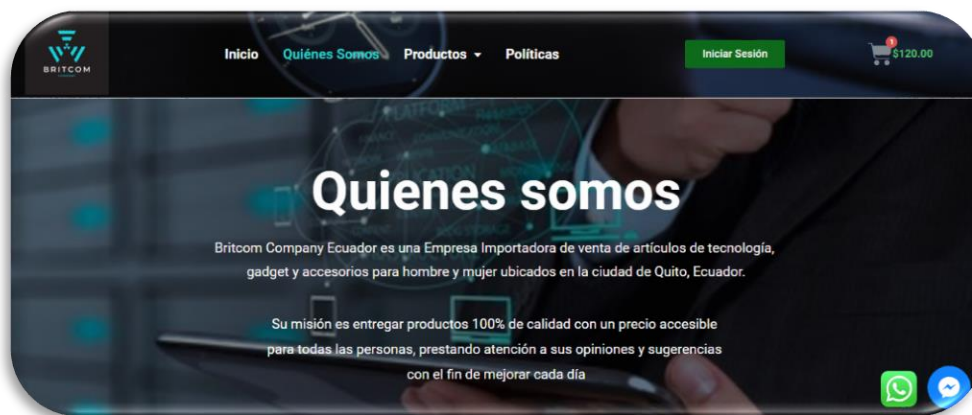 BRITCOM
Inicio Quiénes Somos Productos Políticas Iniciar Sesión 1 $120.00
PLATFORM
Quienes somos
Britcom Company Ecuador es una Empresa Importadora de venta de artículos de tecnología,
gadget y accesorios para hombre y mujer ubicados en la ciudad de Quito, Ecuador.
Su misión es entregar productos 100% de calidad con un precio accesible
para todas las personas, prestando atención a sus opiniones y sugerencias
con el fin de mejorar cada día